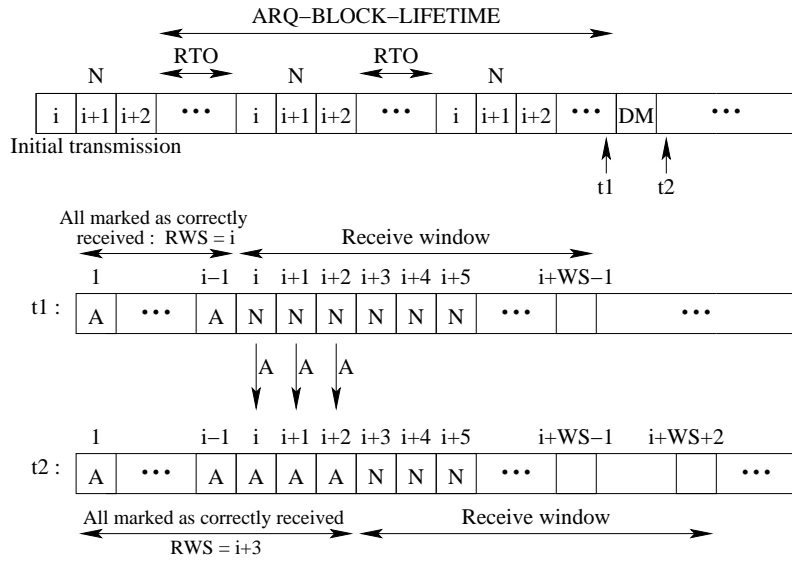 ARQ−BLOCK−LIFETIME
RTO RTO
N N N
i i+1 i+2 ••• i i+1 i+2 ••• i i+1 i+2 ••• DM •••
Initial transmission
t1 t2
All marked as correctly
received : RWS = i
Receive window
1 i−1 i i+1 i+2 i+3 i+4 i+5 i+WS−1
t1 : A ••• A N N N N N N ••• •••
A A A
1 i−1 i i+1 i+2 i+3 i+4 i+5 i+WS−1 i+WS+2
t2 : A ••• A A A A N N N ••• •••
All marked as correctly received Receive window
RWS = i+3